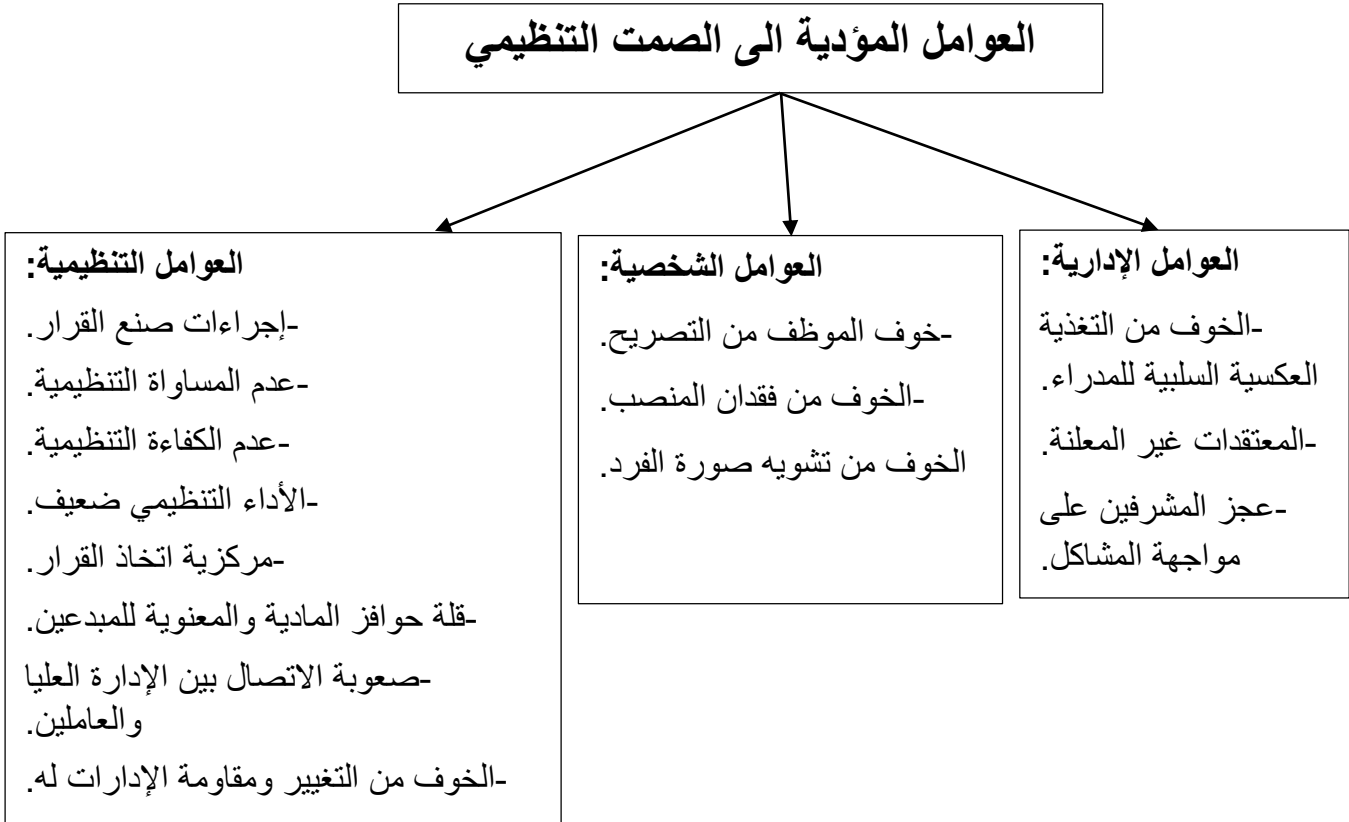 العوامل المؤدية الى الصمت التنظيمي
العوامل الإدارية:
-الخوف من التغذية
العكسية السلبية للمدراء.
-المعتقدات غير المعلنة.
-عجز المشرفين على
مواجهة المشاكل.
العوامل الشخصية:
-خوف الموظف من التصريح.
-الخوف من فقدان المنصب.
الخوف من تشويه صورة الفرد.
العوامل التنظيمية:
-إجراءات صنع القرار.
-عدم المساواة التنظيمية.
-عدم الكفاءة التنظيمية.
-الأداء التنظيمي ضعيف.
-مركزية اتخاذ القرار.
-قلة حوافز المادية والمعنوية للمبدعين.
-صعوبة الاتصال بين الإدارة العليا
والعاملين.
-الخوف من التغيير ومقاومة الإدارات له.